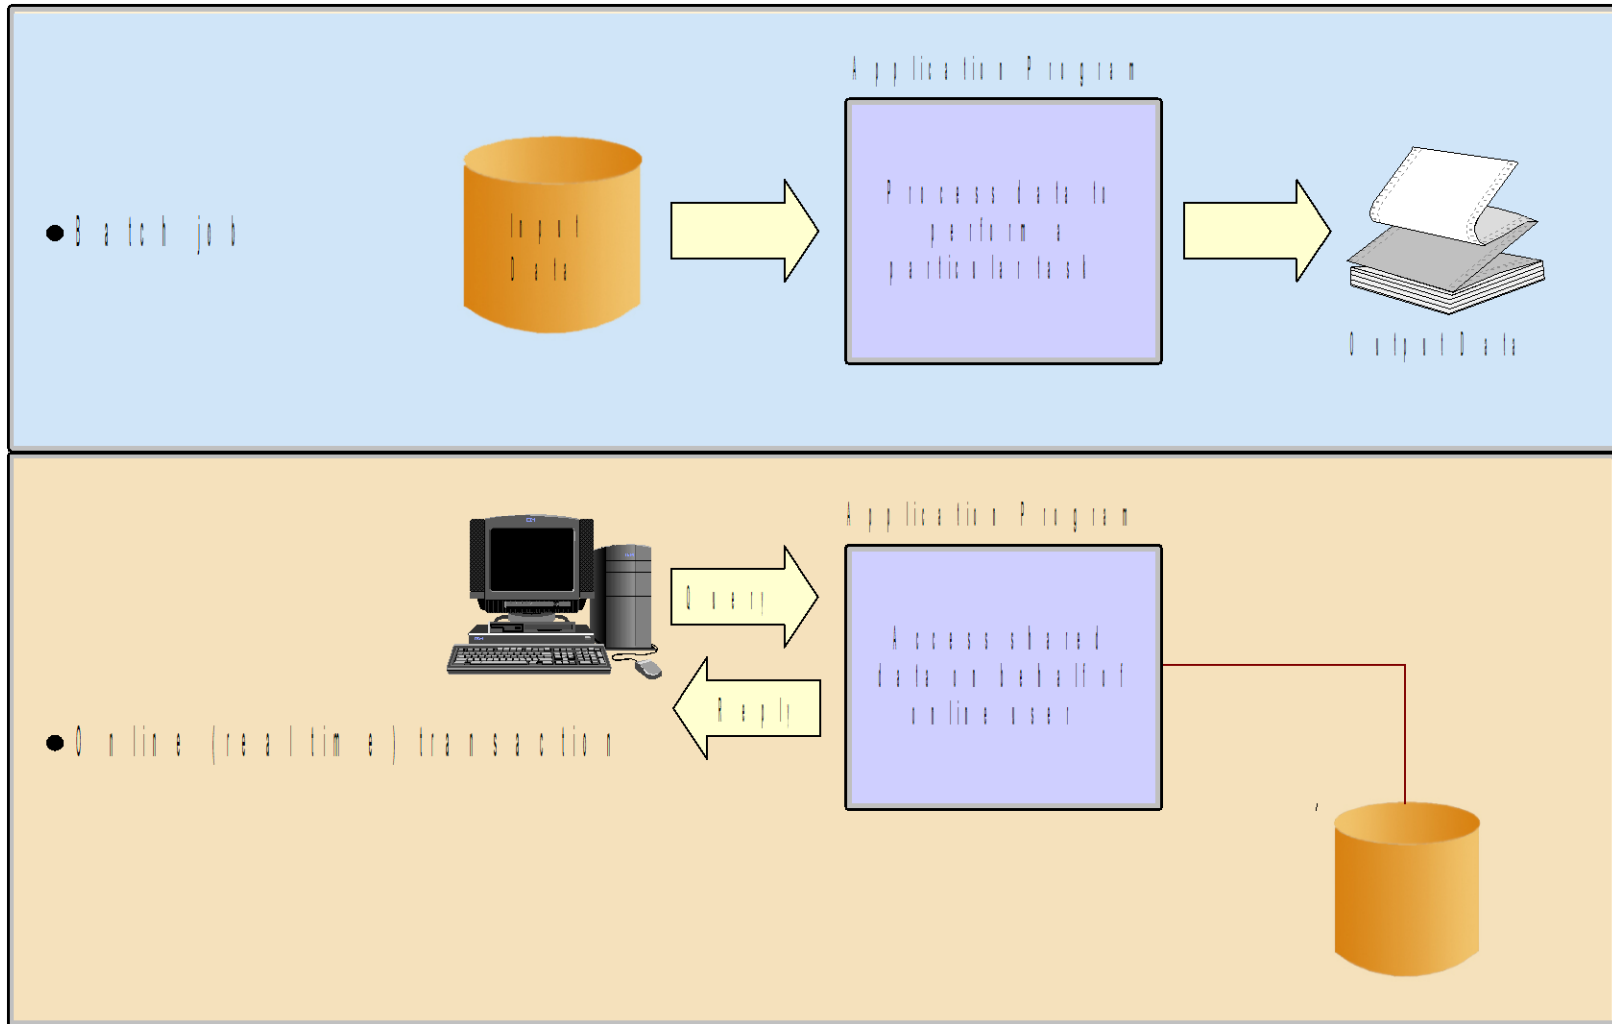 Application Program
Process data to
perform a
particular task
Input
Data
● Batch job
Output Data
Application Program
Query
Access shared
data on behalf of
online user
Reply
● Online (real time) transaction